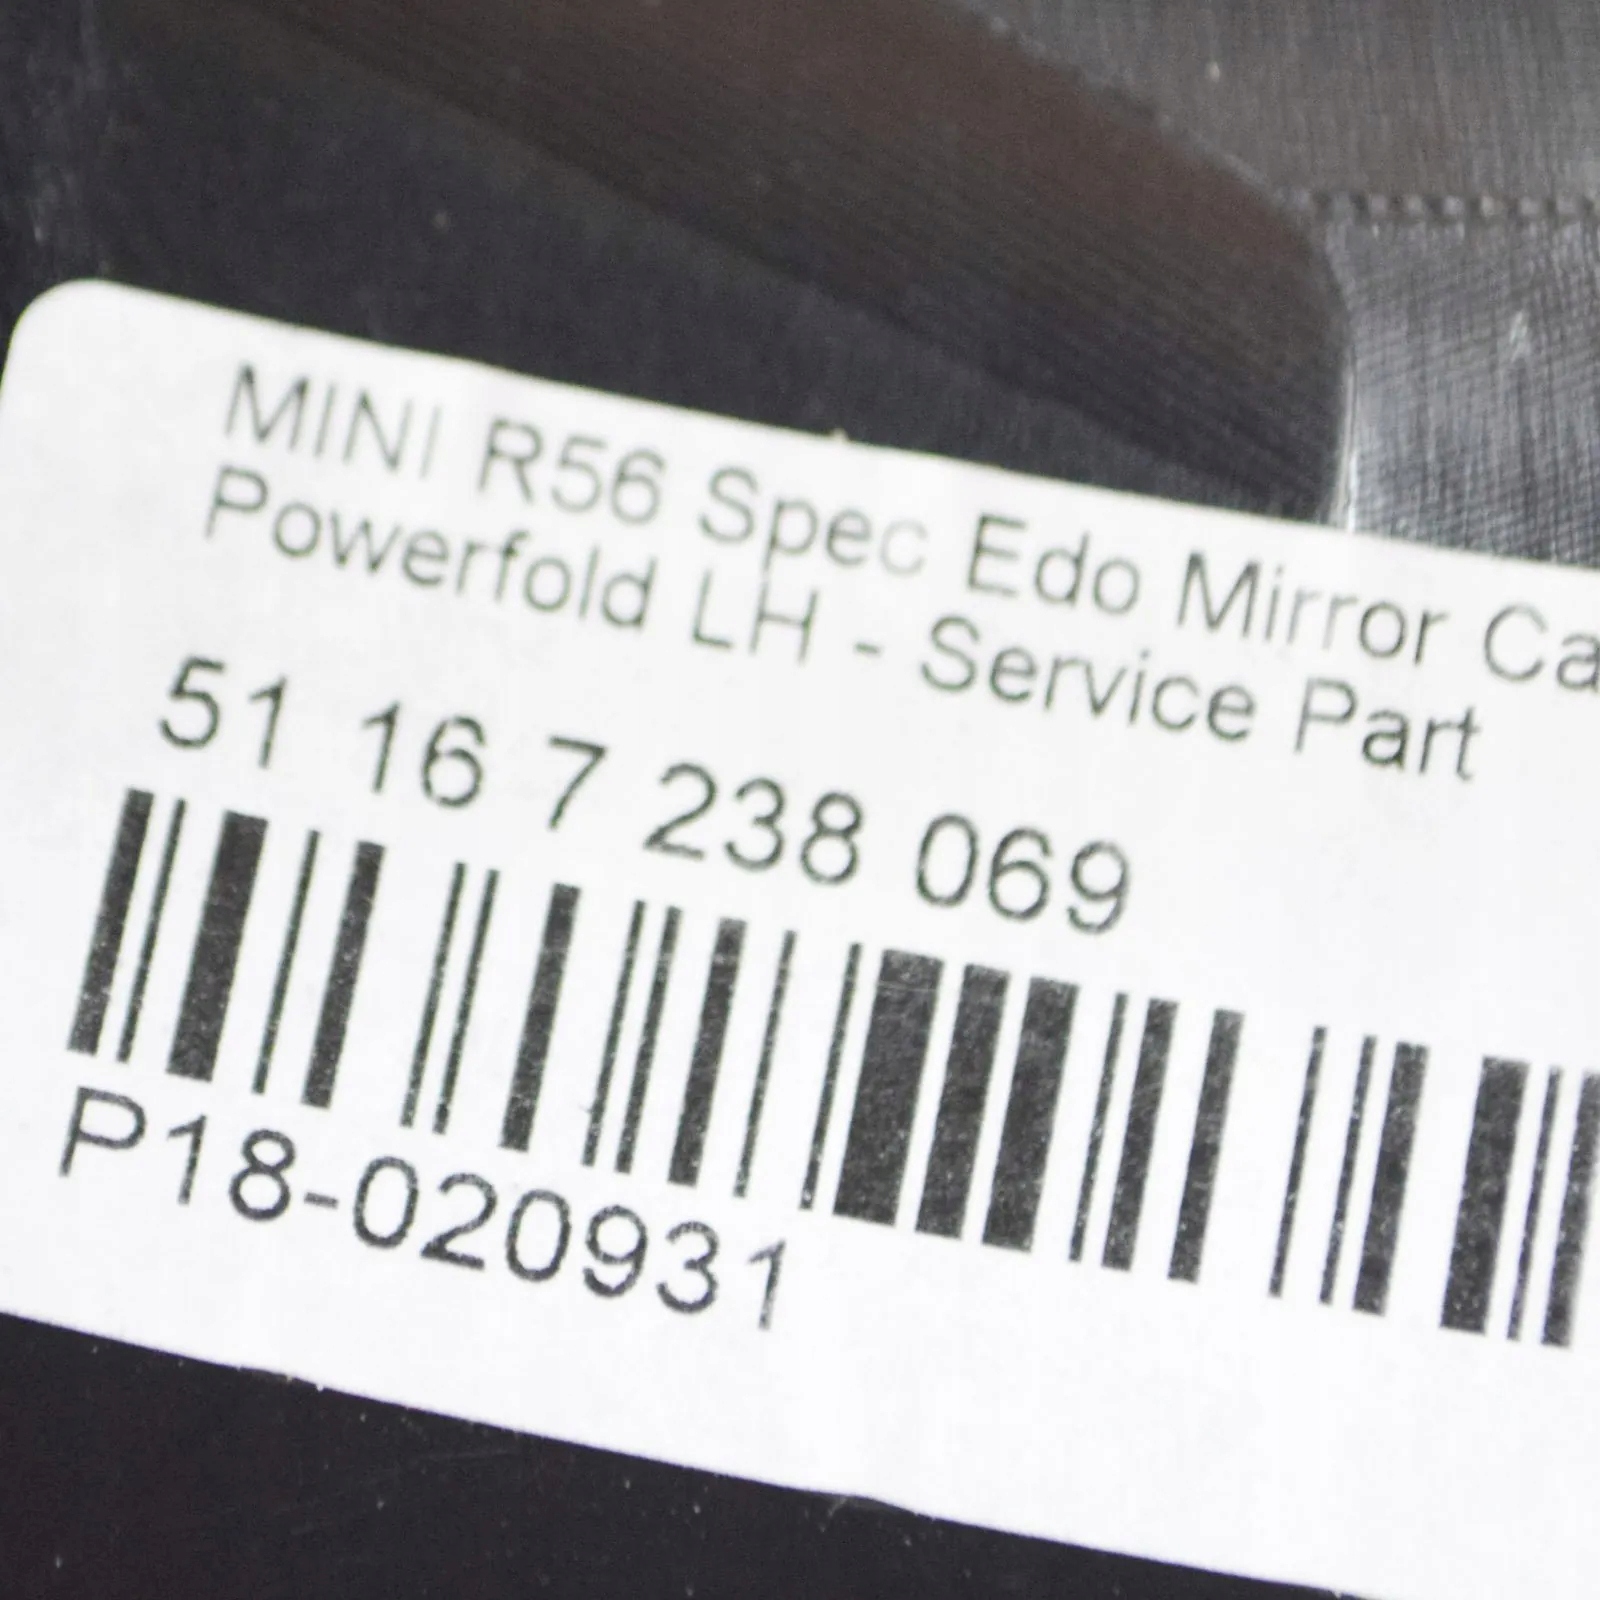 MINI R56 Spec Edo Mirror Ca
Powerfold LH - Service Part
51 16 7 238 069
P18-020931